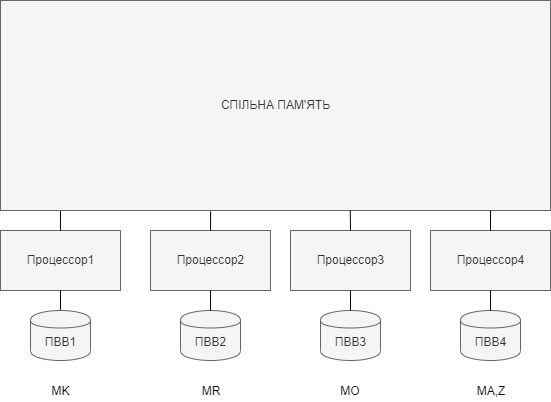 СПІЛЬНА ПАМ'ЯТЬ
Процессор1
Процессор2
Процессор3
Процессор4
ПВВ1
ПВВ2
ПВВ3
ПВВ4
MK
MR
MO
MA,Z